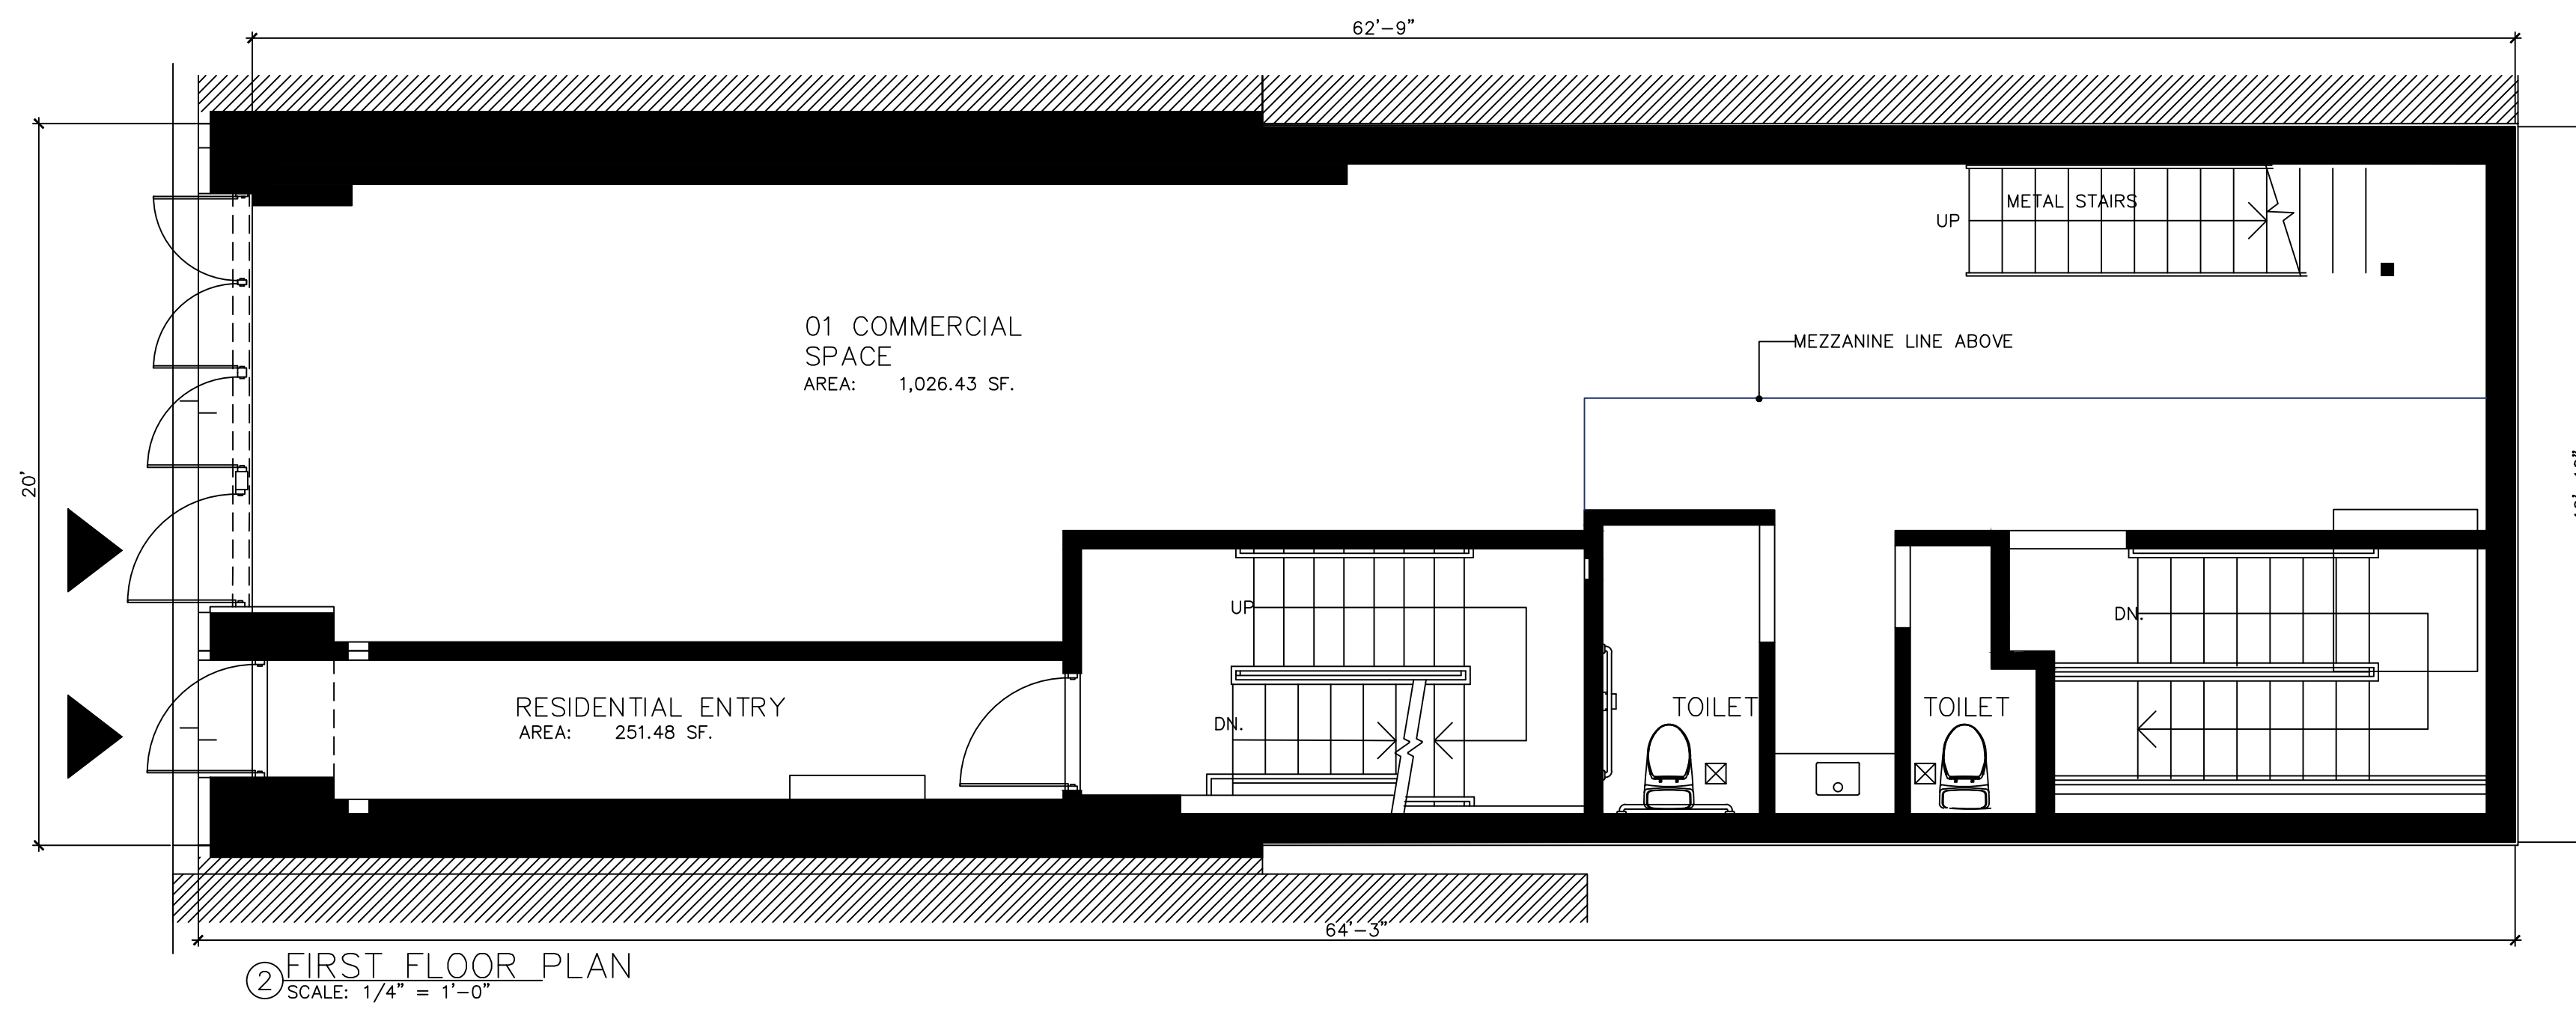 62'-9"
20'
METAL STAIRS
UP
01 COMMERCIAL
SPACE
AREA: 1,026.43 SF.
MEZZANINE LINE ABOVE
UP
DN.
DN.
RESIDENTIAL ENTRY
AREA: 251.48 SF.
TOILET
TOILET
64'-3"
2 FIRST FLOOR PLAN
SCALE: 1/4" = 1'-0"